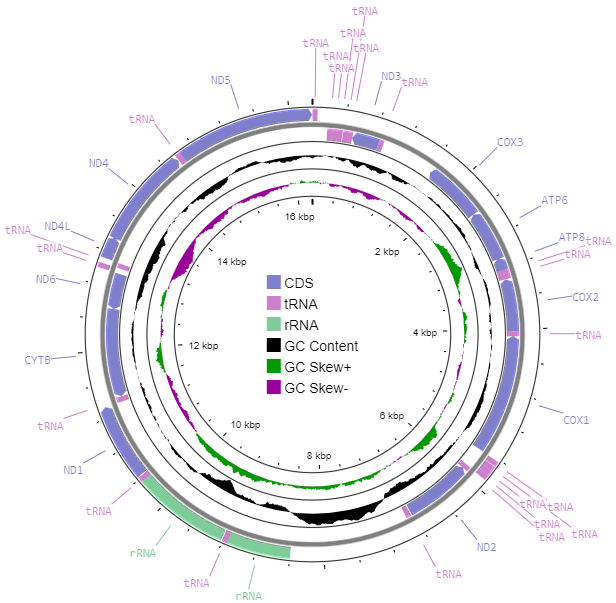 tRNA
tRNA
tRNA
tRNA
tRNA
tRNA
ND3
tRNA
ND5
tRNA
COX3
ND4
ATP6
ND4L
tRNA
tRNA
ATP8
tRNA
tRNA
ND6
COX2
tRNA
CYTB
COX1
tRNA
ND1
tRNA
tRNA
tRNA
tRNA
tRNA
tRNA
ND2
rRNA
tRNA
tRNA
rRNA
16 kbp
2 kbp
14 kbp
4 kbp
12 kbp
6 kbp
10 kbp
8 kbp
CDS
tRNA
rRNA
GC Content
GC Skew+
GC Skew-